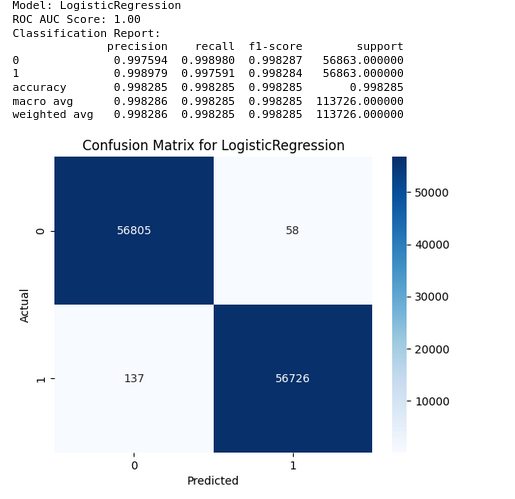 Model: LogisticRegression
ROC AUC Score: 1.00
Classification Report:
precision recall f1-score support
0 0.997594 0.998980 0.998287 56863.000000
1 0.998979 0.997591 0.998284 56863.000000
accuracy 0.998285 0.998285 0.998285 0.998285
macro avg 0.998286 0.998285 0.998285 113726.000000
weighted avg 0.998286 0.998285 0.998285 113726.000000
Confusion Matrix for LogisticRegression
50000
0 56805 58
40000
30000
Actual
20000
1 137 56726
10000
0 1
Predicted